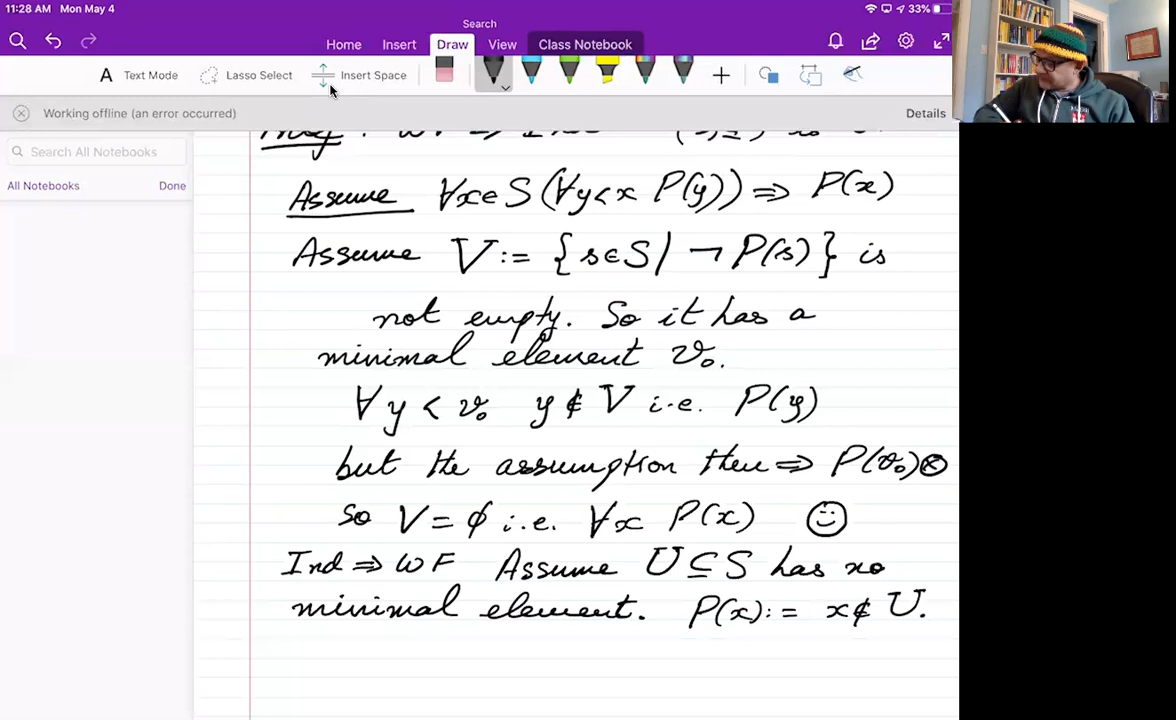 11:28 AM Mon May 4
33%
Search
Home Insert Draw View Class Notebook
Text Mode Lasso Select Insert Space
Working offline (an error occurred) Details
Search All Notebooks
All Notebooks Done
Assume ∀x∈S (∀y<x P(y)) ⇒ P(x)
Assume V := {s∈S | ¬P(s)} is
not empty. So it has a
minimal element v₀.
∀y < v₀ y ∉ V i.e. P(y)
but the assumption then ⇒ P(v₀) ⊗
so V = ∅ i.e. ∀x P(x) ☺
Ind ⇒ WF Assume U ⊆ S has no
minimal element. P(x) := x ∉ U.